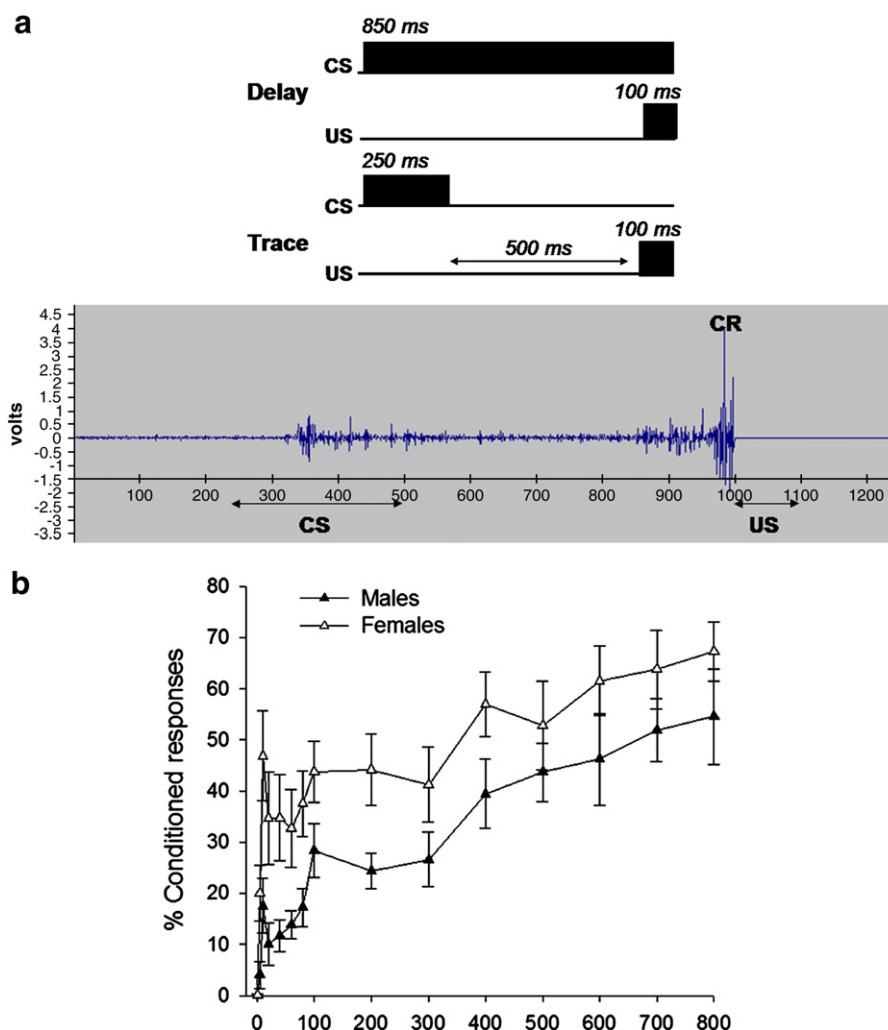 a
850 ms
CS
Delay
100 ms
US
250 ms
CS
Trace
100 ms
500 ms
US
CR
volts
4.5
4
3.5
3
2.5
2
1.5
1
0.5
0
-0.5
-1
-1.5
-2
-2.5
-3
-3.5
100 200 300 400 500 600 700 800 900 1000 1100 1200
CS US
b
Males
Females
% Conditioned responses
80
70
60
50
40
30
20
10
0
0 100 200 300 400 500 600 700 800